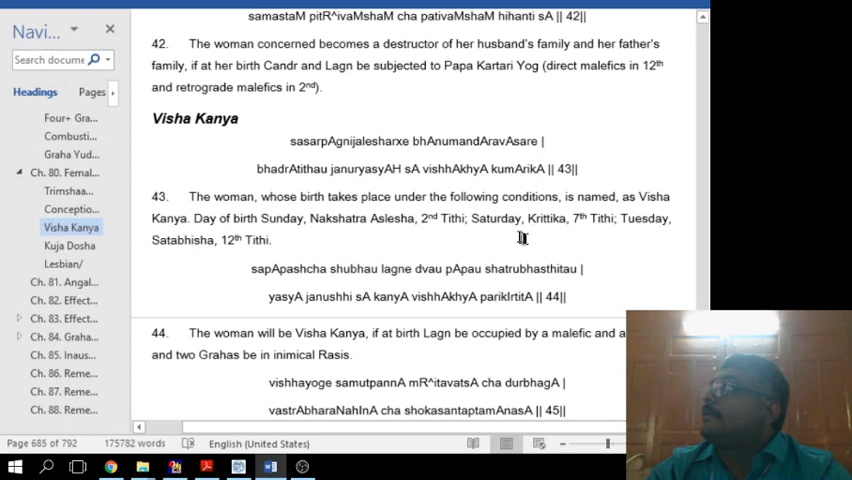 Navi...
Search docume
Headings
Pages
Four+ Gra...
Combusti...
Graha Yud...
Ch. 80. Femal...
Trimshaa...
Conceptio...
Visha Kanya
Kuja Dosha
Lesbian/
Ch. 81. Angal...
Ch. 82. Effect...
Ch. 83. Effect...
Ch. 84. Graha...
Ch. 85. Inaus...
Ch. 86. Reme...
Ch. 87. Reme...
Ch. 88. Reme...
samastaM pitR^ivaMshaM cha pativaMshaM hihanti sA || 42||
42. The woman concerned becomes a destructor of her husband's family and her father's
family, if at her birth Candr and Lagn be subjected to Papa Kartari Yog (direct malefics in 12th
and retrograde malefics in 2nd).
Visha Kanya
sasarpAgnijalesharxe bhAnumandAravAsare |
bhadrAtithau januryasyAH sA vishhAkhyA kumArikA || 43||
43. The woman, whose birth takes place under the following conditions, is named, as Visha
Kanya. Day of birth Sunday, Nakshatra Aslesha, 2nd Tithi; Saturday, Krittika, 7th Tithi; Tuesday,
Satabhisha, 12th Tithi.
sapApashcha shubhau lagne dvau pApau shatrubhasthitau |
yasyA janushhi sA kanyA vishhAkhyA parikIrtitA || 44||
44. The woman will be Visha Kanya, if at birth Lagn be occupied by a malefic and a
and two Grahas be in inimical Rasis.
vishhayoge samutpannA mR^itavatsA cha durbhagA |
vastrAbharaNahInA cha shokasantaptamAnasA || 45||
Page 685 of 792
175782 words
English (United States)